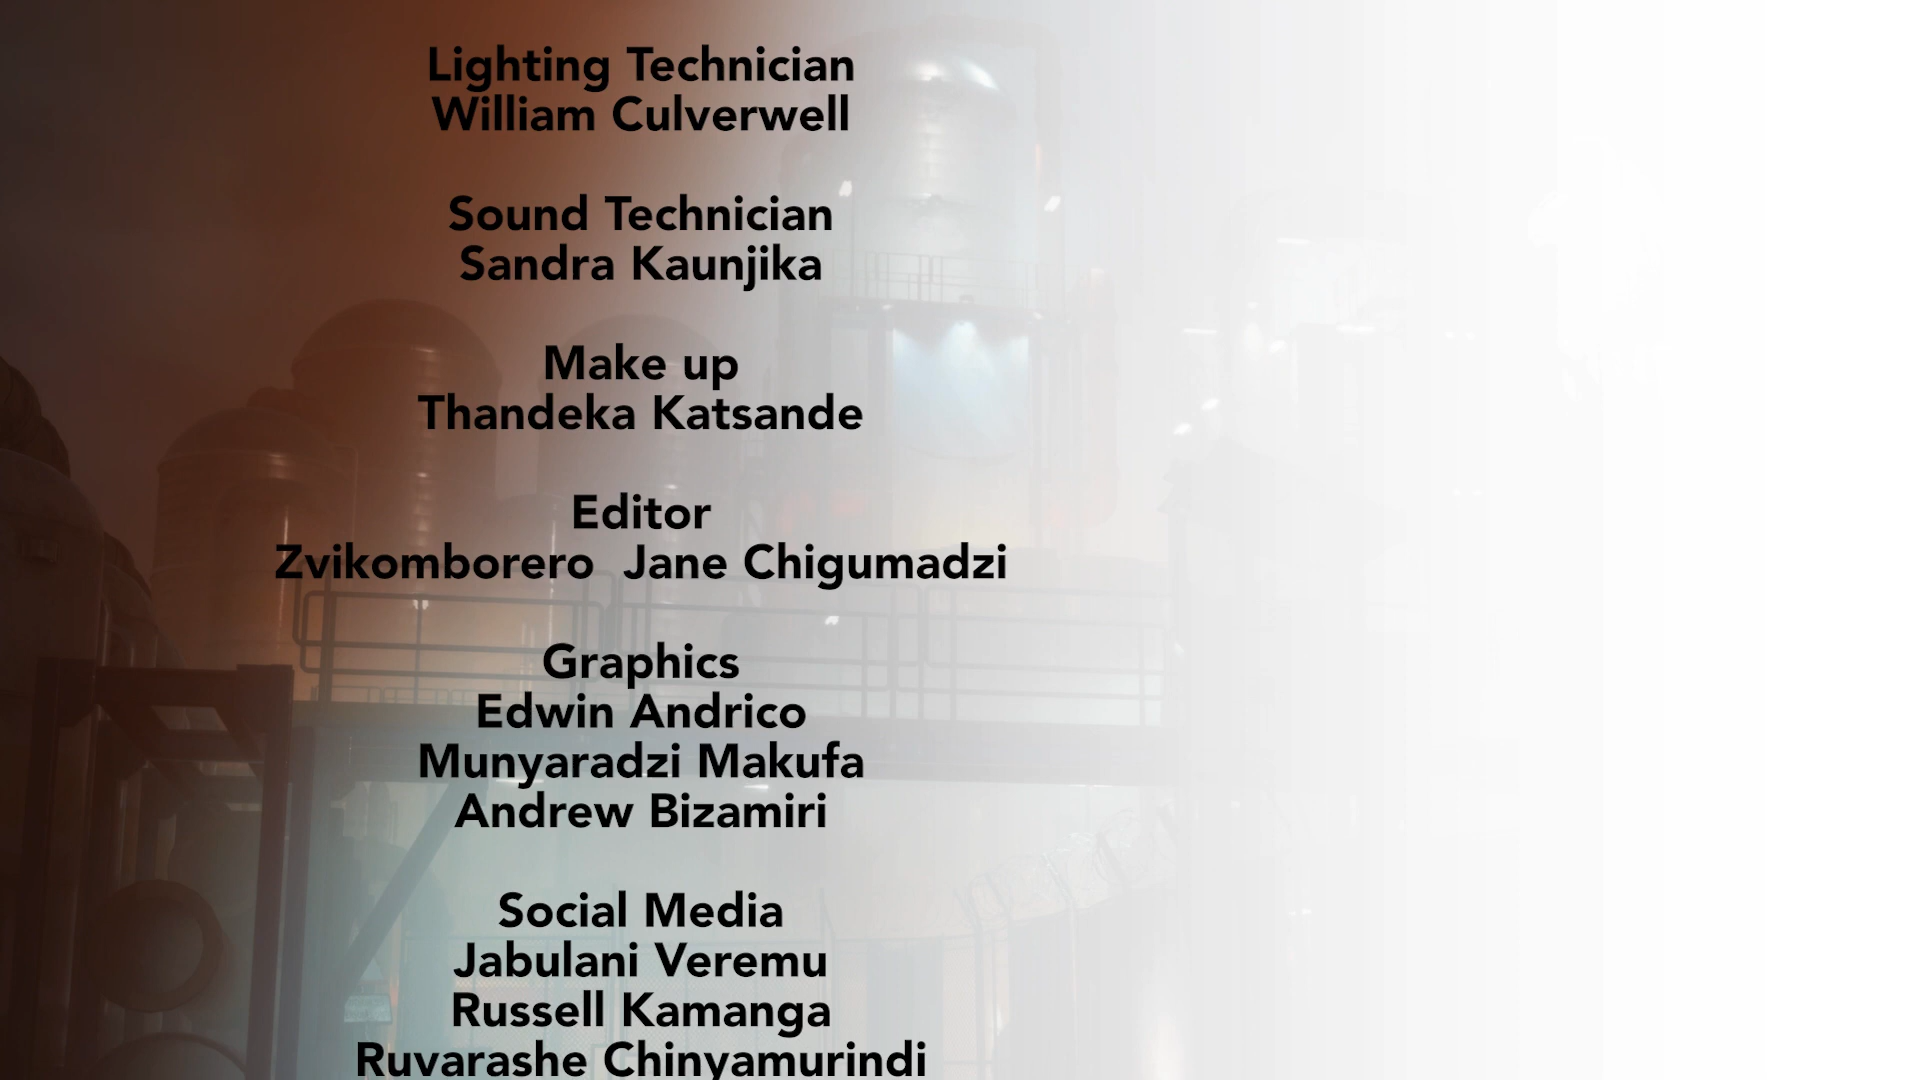 Lighting Technician
William Culverwell
Sound Technician
Sandra Kaunjika
Make up
Thandeka Katsande
Editor
Zvikomborero  Jane Chigumadzi
Graphics
Edwin Andrico
Munyaradzi Makufa
Andrew Bizamiri
Social Media
Jabulani Veremu
Russell Kamanga
Ruvarashe Chinyamurindi